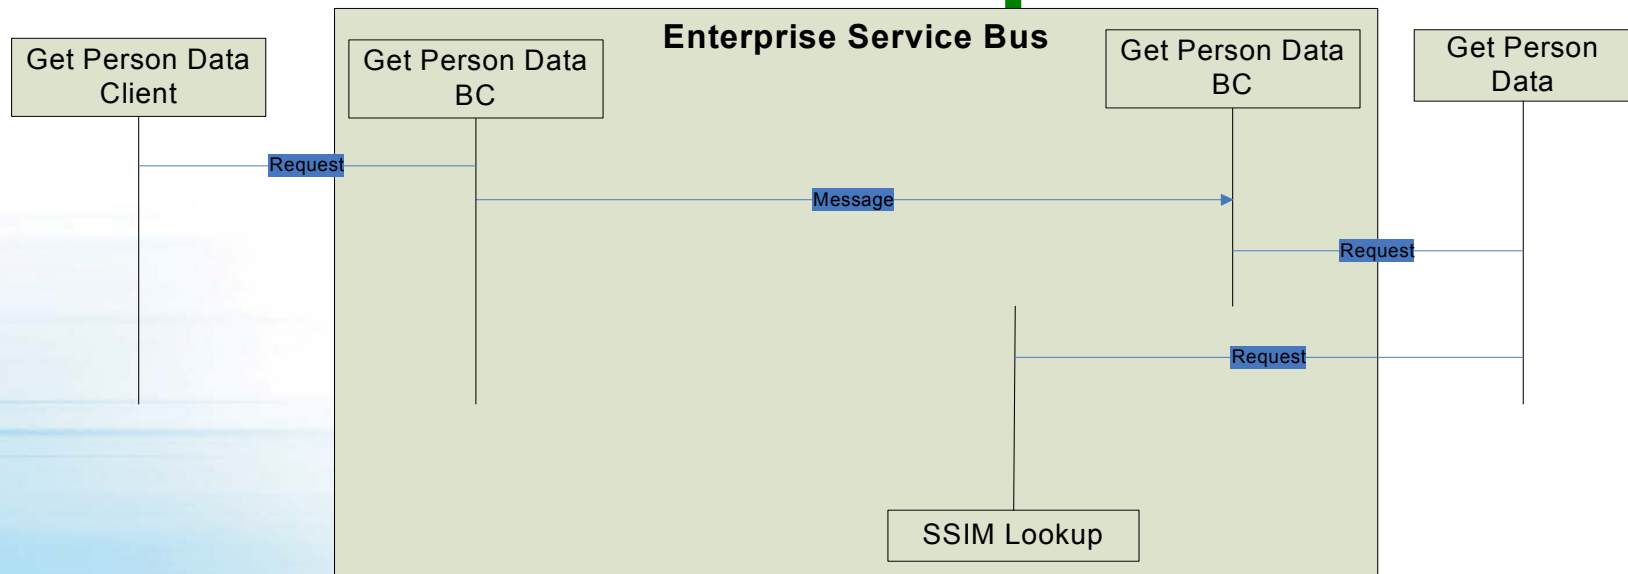 Enterprise Service Bus
Get Person Data
Client
Get Person Data
BC
Get Person Data
BC
Get Person
Data
Request
Message
Request
Request
SSIM Lookup